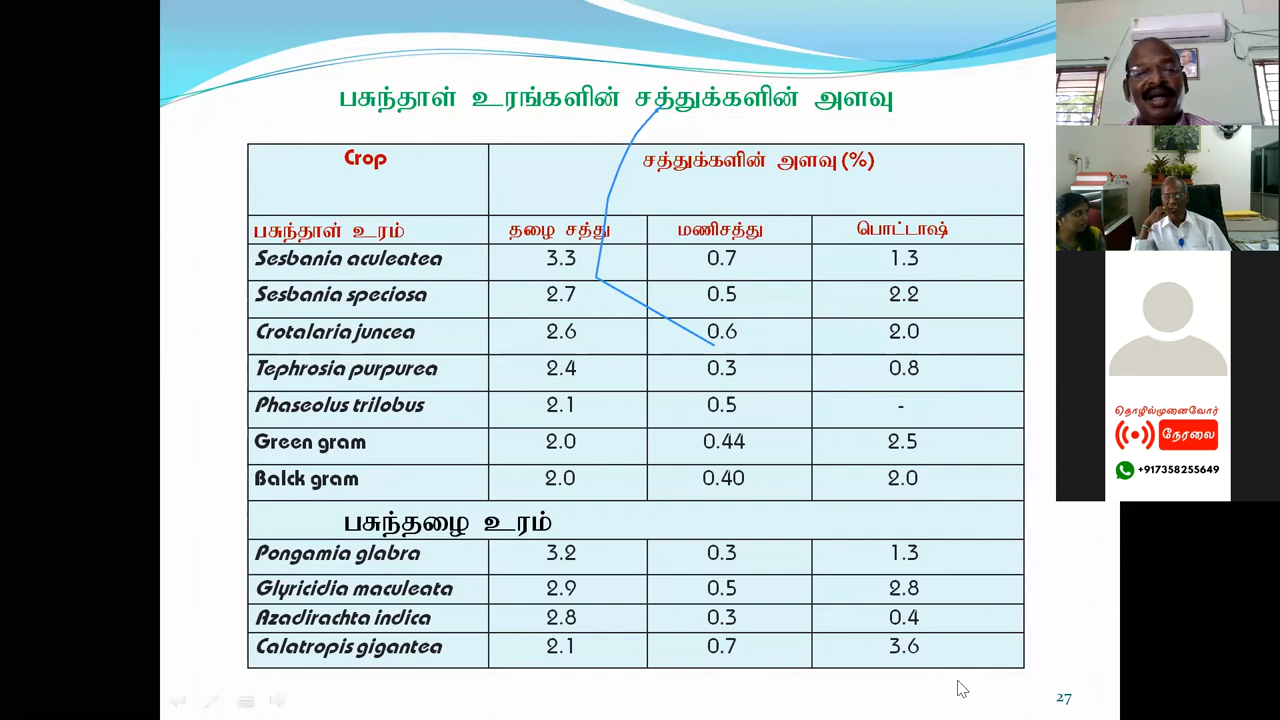 பசுந்தாள் உரங்களின் சத்துக்களின் அளவு
Crop சத்துக்களின் அளவு (%)
பசுந்தாள் உரம் தழை சத்து மணிசத்து பொட்டாஷ்
Sesbania aculeatea 3.3 0.7 1.3
Sesbania speciosa 2.7 0.5 2.2
Crotalaria juncea 2.6 0.6 2.0
Tephrosia purpurea 2.4 0.3 0.8
Phaseolus trilobus 2.1 0.5 -
Green gram 2.0 0.44 2.5
Balck gram 2.0 0.40 2.0
பசுந்தழை உரம்
Pongamia glabra 3.2 0.3 1.3
Glyricidia maculeata 2.9 0.5 2.8
Azadirachta indica 2.8 0.3 0.4
Calatropis gigantea 2.1 0.7 3.6
27
தொழில்முனைவோர்
நேரலை
+917358255649